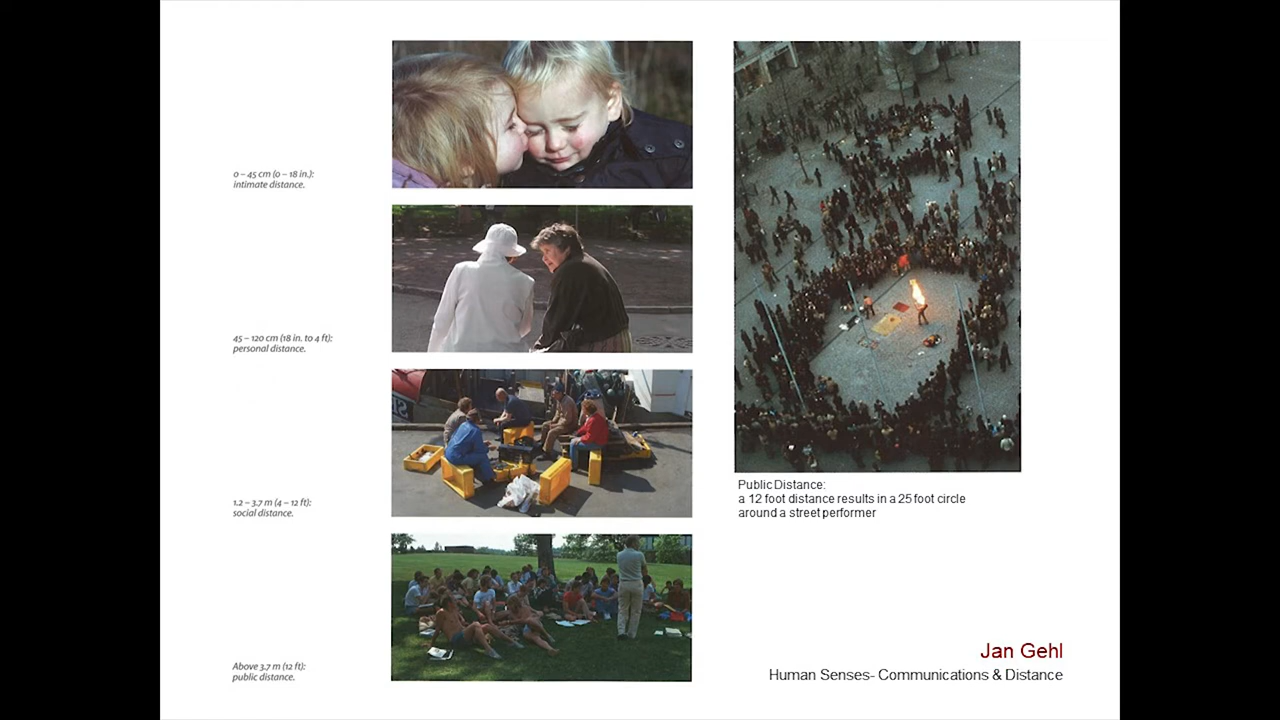 0 – 45 cm (0 – 18 in.):
intimate distance.
45 – 120 cm (18 in. to 4 ft):
personal distance.
1.2 – 3.7 m (4 – 12 ft):
social distance.
Above 3.7 m (12 ft):
public distance.
Public Distance:
a 12 foot distance results in a 25 foot circle
around a street performer
Jan Gehl
Human Senses- Communications & Distance